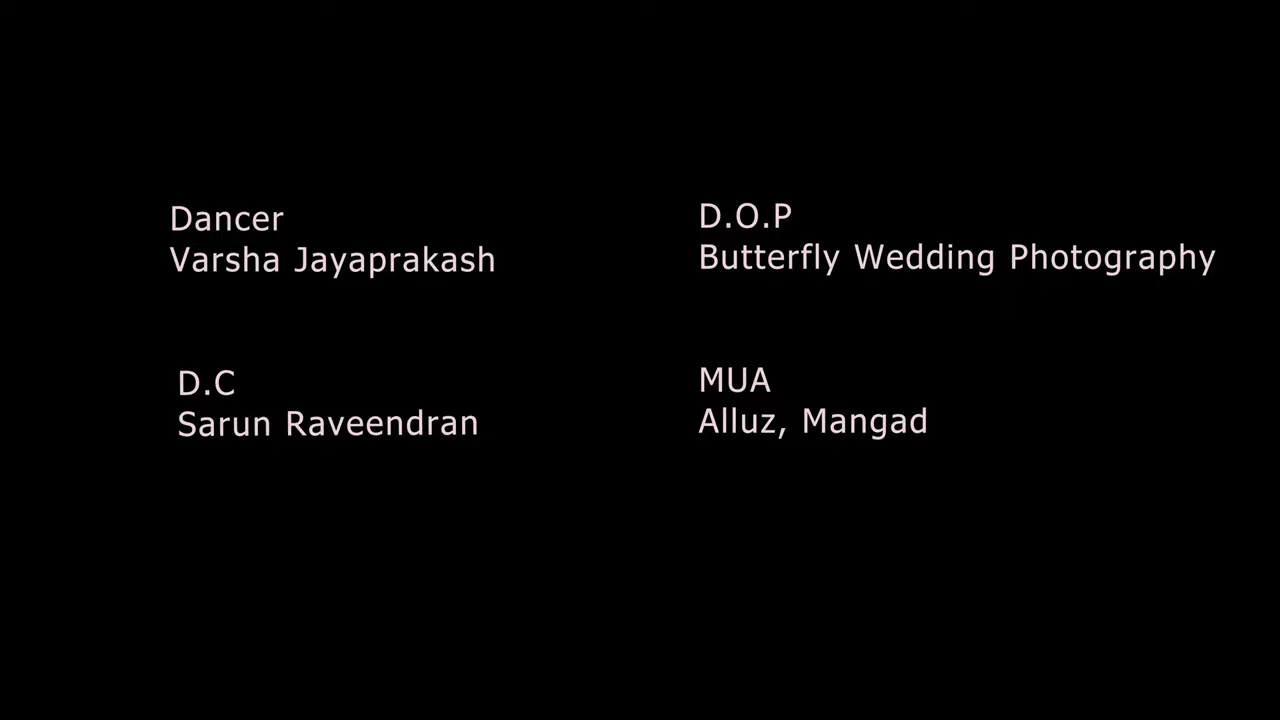 Dancer
Varsha Jayaprakash
D.O.P
Butterfly Wedding Photography
D.C
Sarun Raveendran
MUA
Alluz, Mangad